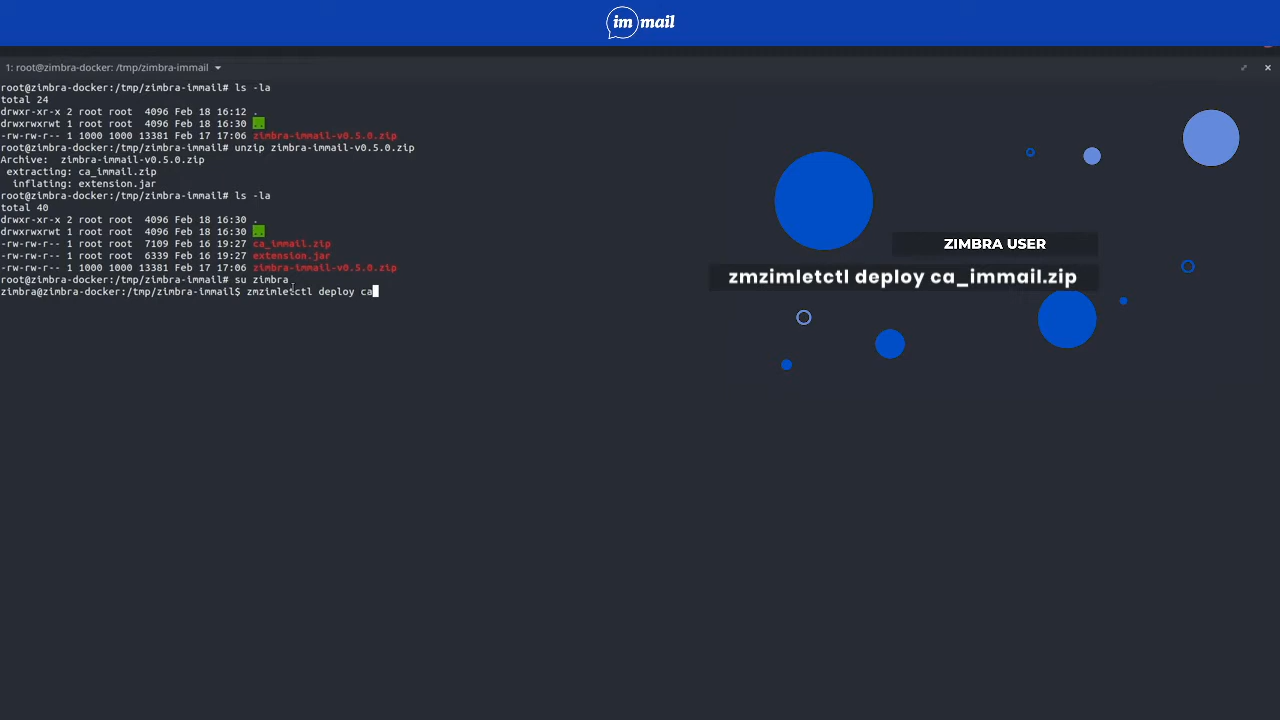 im mail
1: root@zimbra-docker: /tmp/zimbra-immail
root@zimbra-docker:/tmp/zimbra-immail# ls -la
total 24
drwxr-xr-x 2 root root  4096 Feb 18 16:12 .
drwxrwxrwt 1 root root  4096 Feb 18 16:30 ..
-rw-rw-r-- 1 1000 1000 13381 Feb 17 17:06 zimbra-immail-v0.5.0.zip
root@zimbra-docker:/tmp/zimbra-immail# unzip zimbra-immail-v0.5.0.zip
Archive:  zimbra-immail-v0.5.0.zip
 extracting: ca_immail.zip
  inflating: extension.jar
root@zimbra-docker:/tmp/zimbra-immail# ls -la
total 40
drwxr-xr-x 2 root root  4096 Feb 18 16:30 .
drwxrwxrwt 1 root root  4096 Feb 18 16:30 ..
-rw-rw-r-- 1 root root  7109 Feb 16 19:27 ca_immail.zip
-rw-rw-r-- 1 root root  6339 Feb 16 19:27 extension.jar
-rw-rw-r-- 1 1000 1000 13381 Feb 17 17:06 zimbra-immail-v0.5.0.zip
root@zimbra-docker:/tmp/zimbra-immail# su zimbra
zimbra@zimbra-docker:/tmp/zimbra-immail$ zmzimletctl deploy ca
ZIMBRA USER
zmzimletctl deploy ca_immail.zip